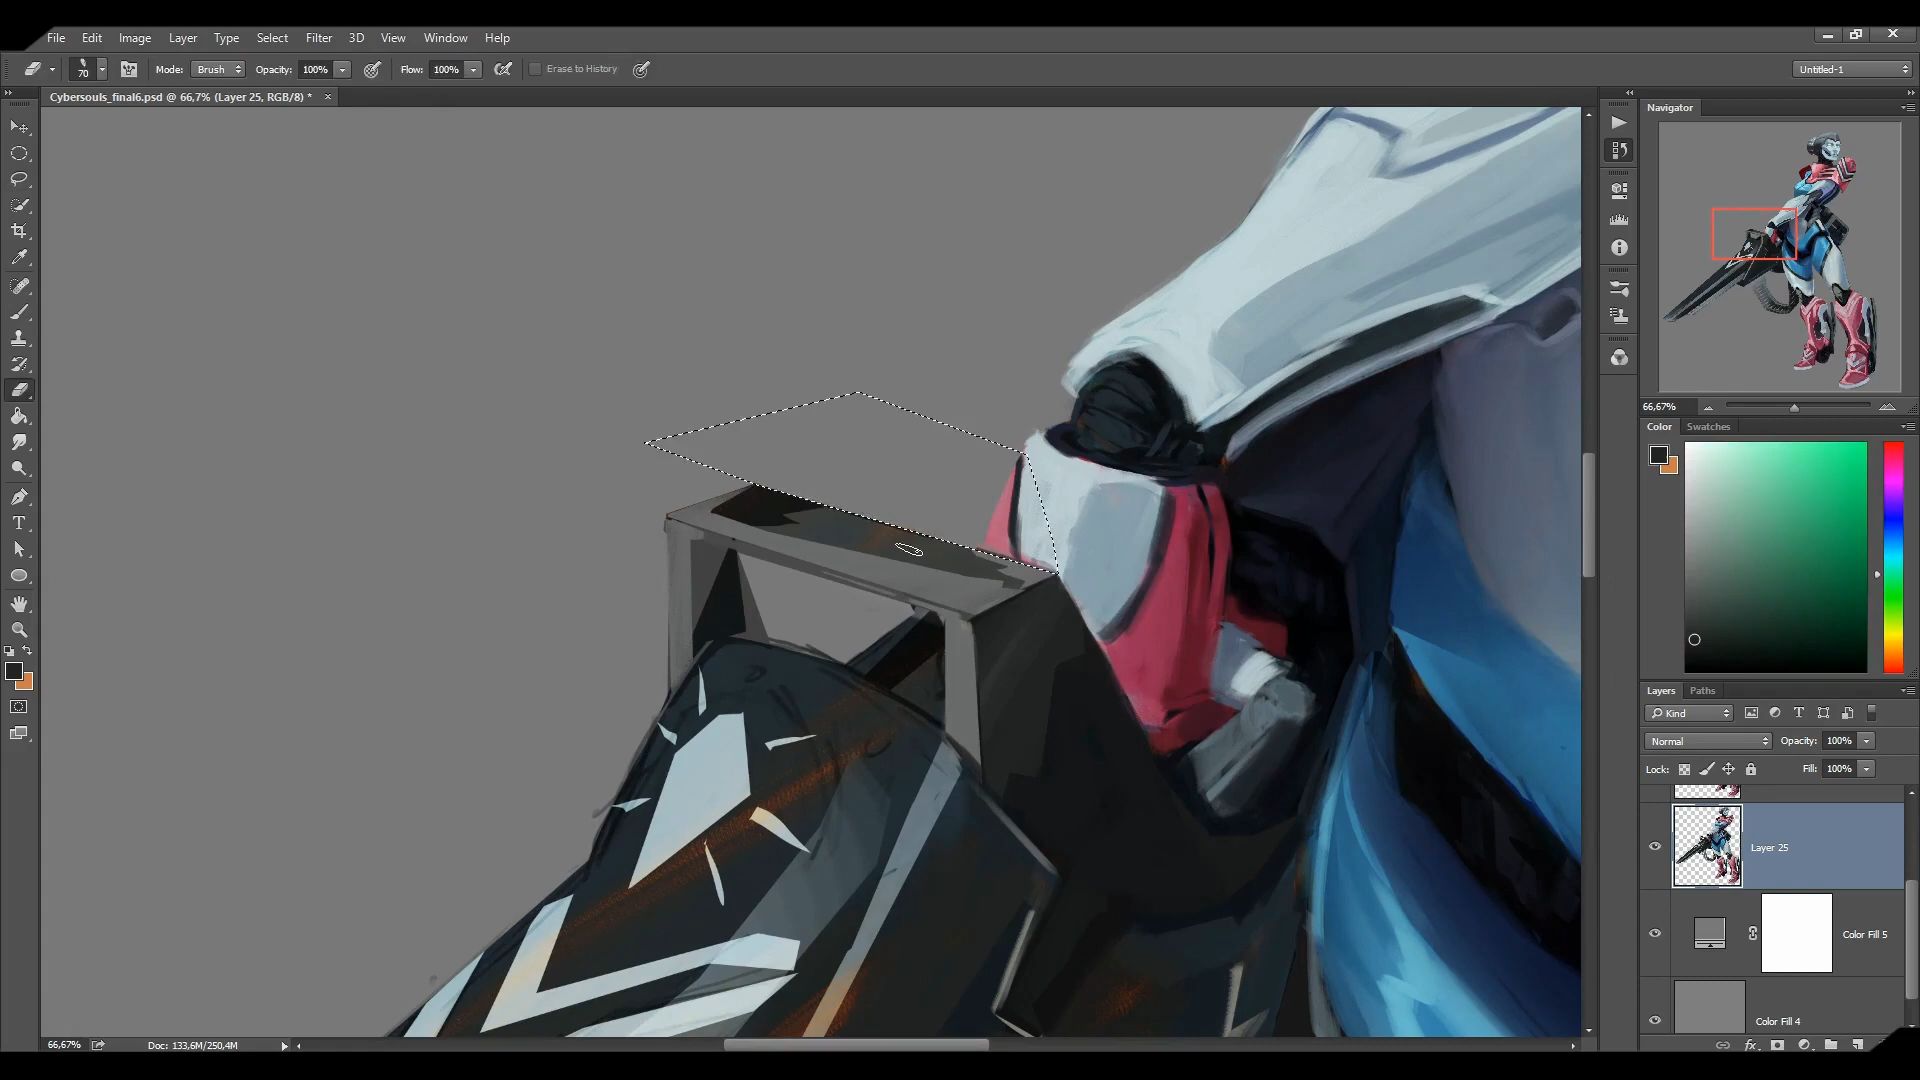 File Edit Image Layer Type Select Filter 3D View Window Help
70 Mode: Brush Opacity: 100% Flow: 100% Erase to History Untitled-1
Cybersouls_final6.psd @ 66,7% (Layer 25, RGB/8) * ×
Navigator
66,67%
Color Swatches
Layers Paths
Kind
Normal Opacity: 100%
Lock: Fill: 100%
Layer 25
Color Fill 5
Color Fill 4
66,67% Doc: 133,6M/250,4M